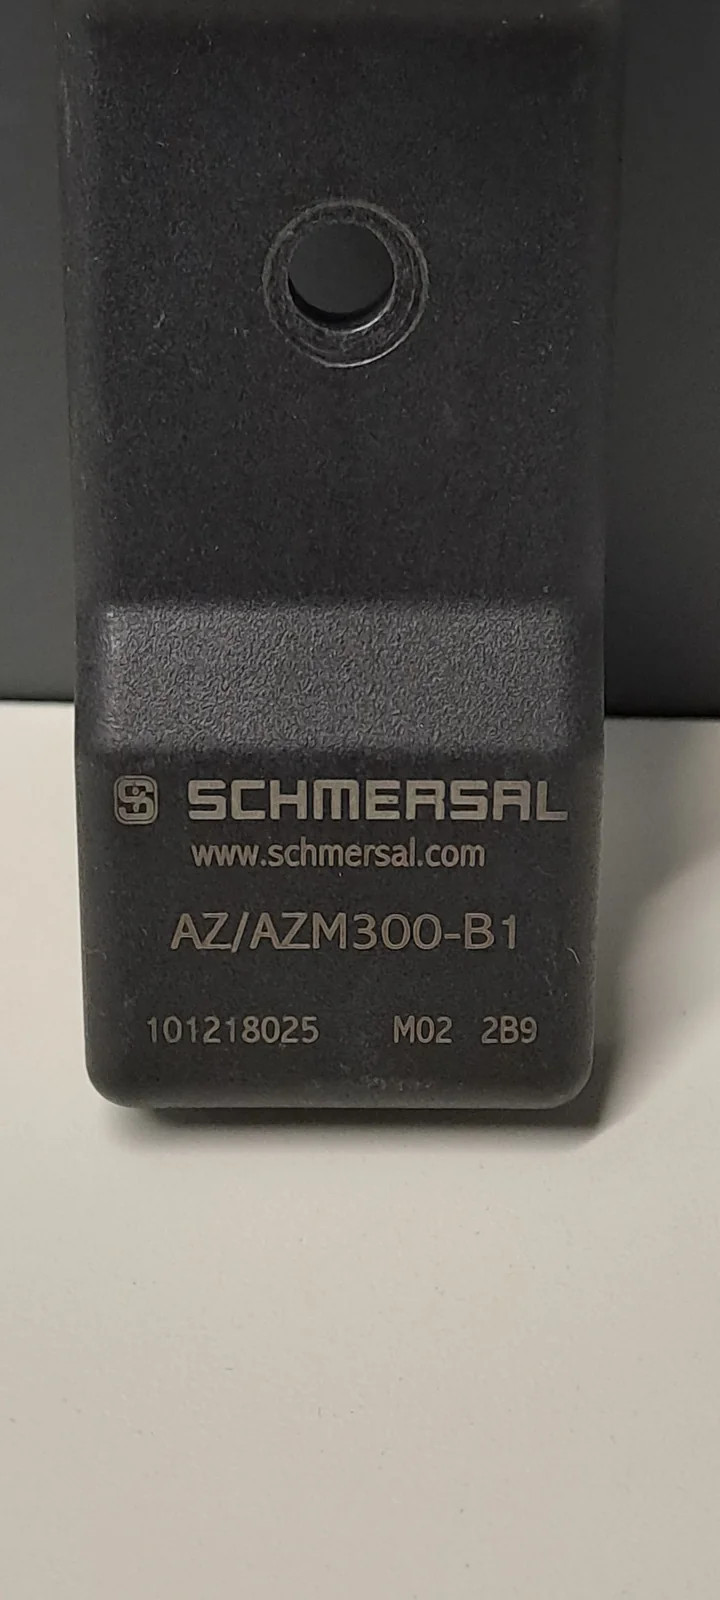 SCHMERSAL
www.schmersal.com
AZ/AZM300-B1
101218025 M02 2B9